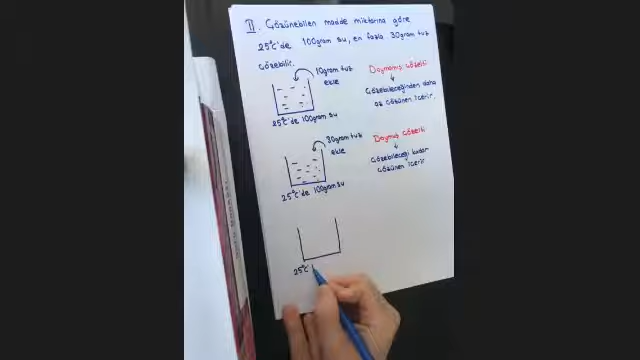 II. Çözünebilen madde miktarına göre
25°C'de 100gram su, en fazla 30gram tuz
çözebilir.
10gram tuz
ekle
25°C'de 100gram su
Doymamış çözelti
Çözebileceğinden daha
az çözünen içerir.
30gram tuz
ekle
25°C'de 100gram su
Doymuş çözelti
Çözebileceği kadar
çözünen içerir
25°C'